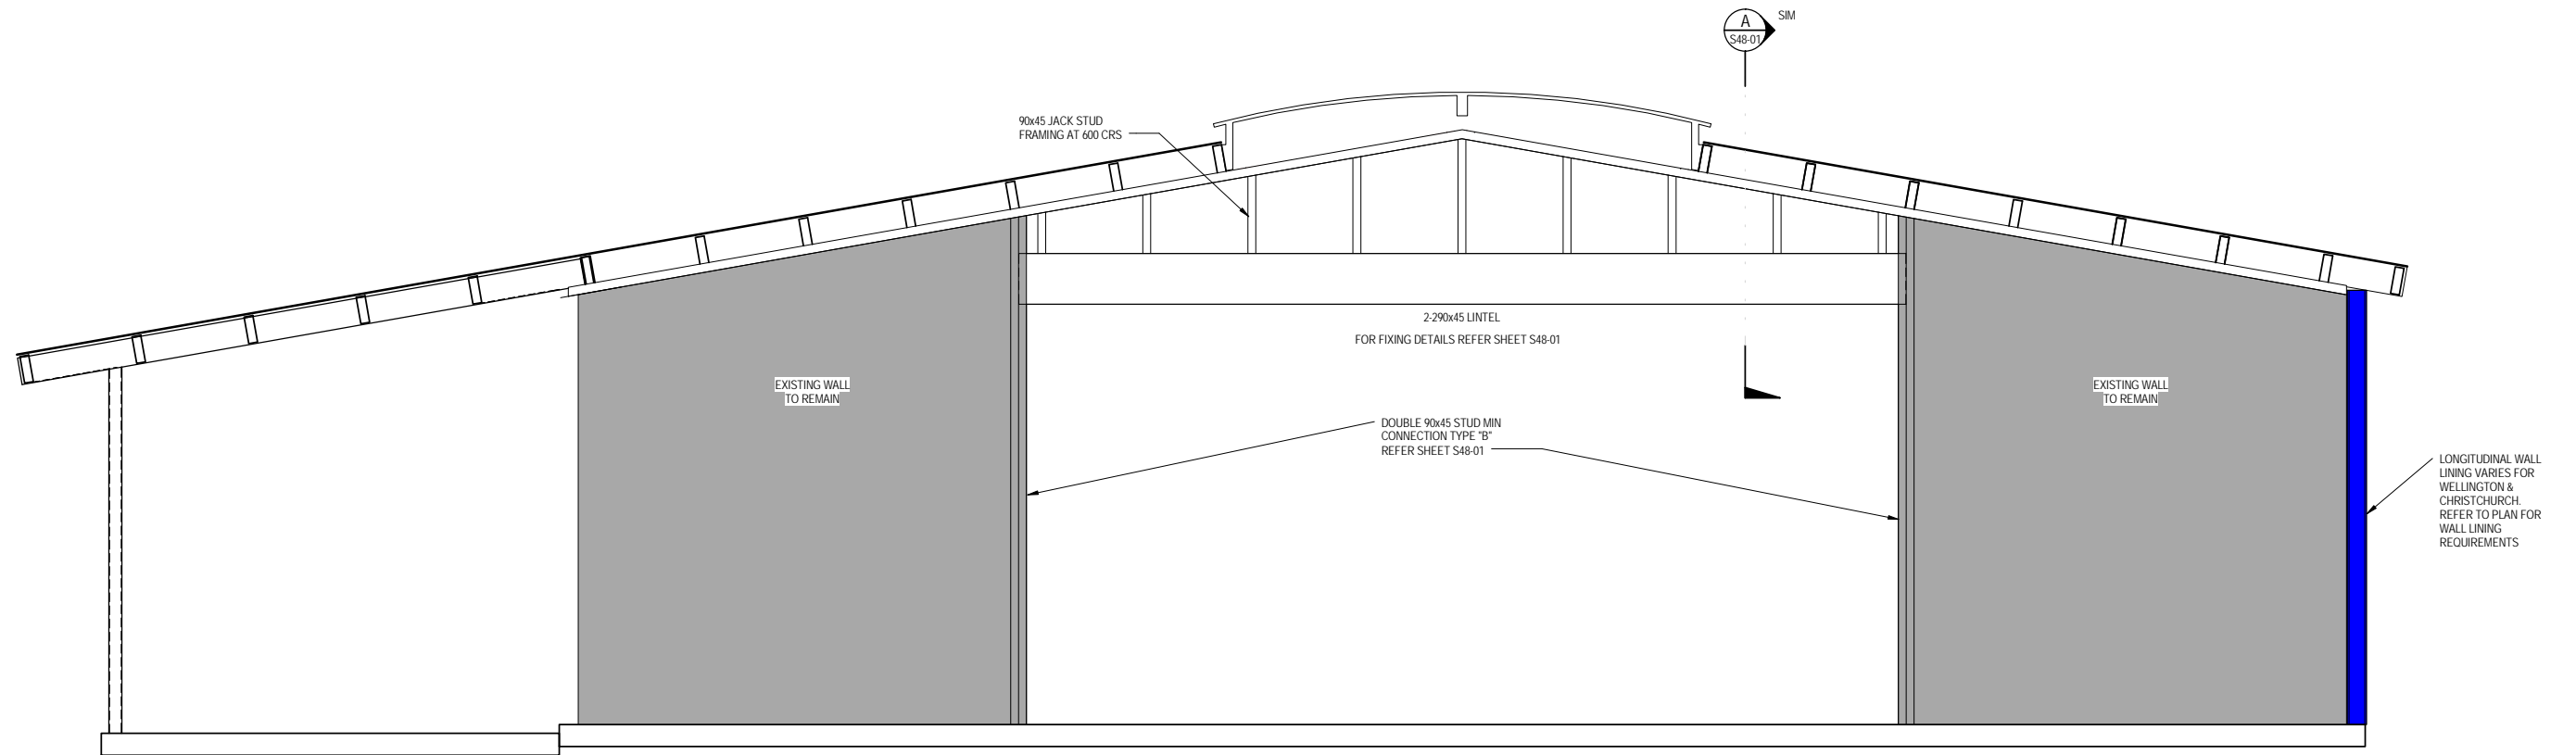 A
SIM
S48-01
90x45 JACK STUD
FRAMING AT 600 CRS
2-290x45 LINTEL
FOR FIXING DETAILS REFER SHEET S48-01
EXISTING WALL
TO REMAIN
EXISTING WALL
TO REMAIN
DOUBLE 90x45 STUD MIN
CONNECTION TYPE "B"
REFER SHEET S48-01
LONGITUDINAL WALL
LINING VARIES FOR
WELLINGTON &
CHRISTCHURCH.
REFER TO PLAN FOR
WALL LINING
REQUIREMENTS